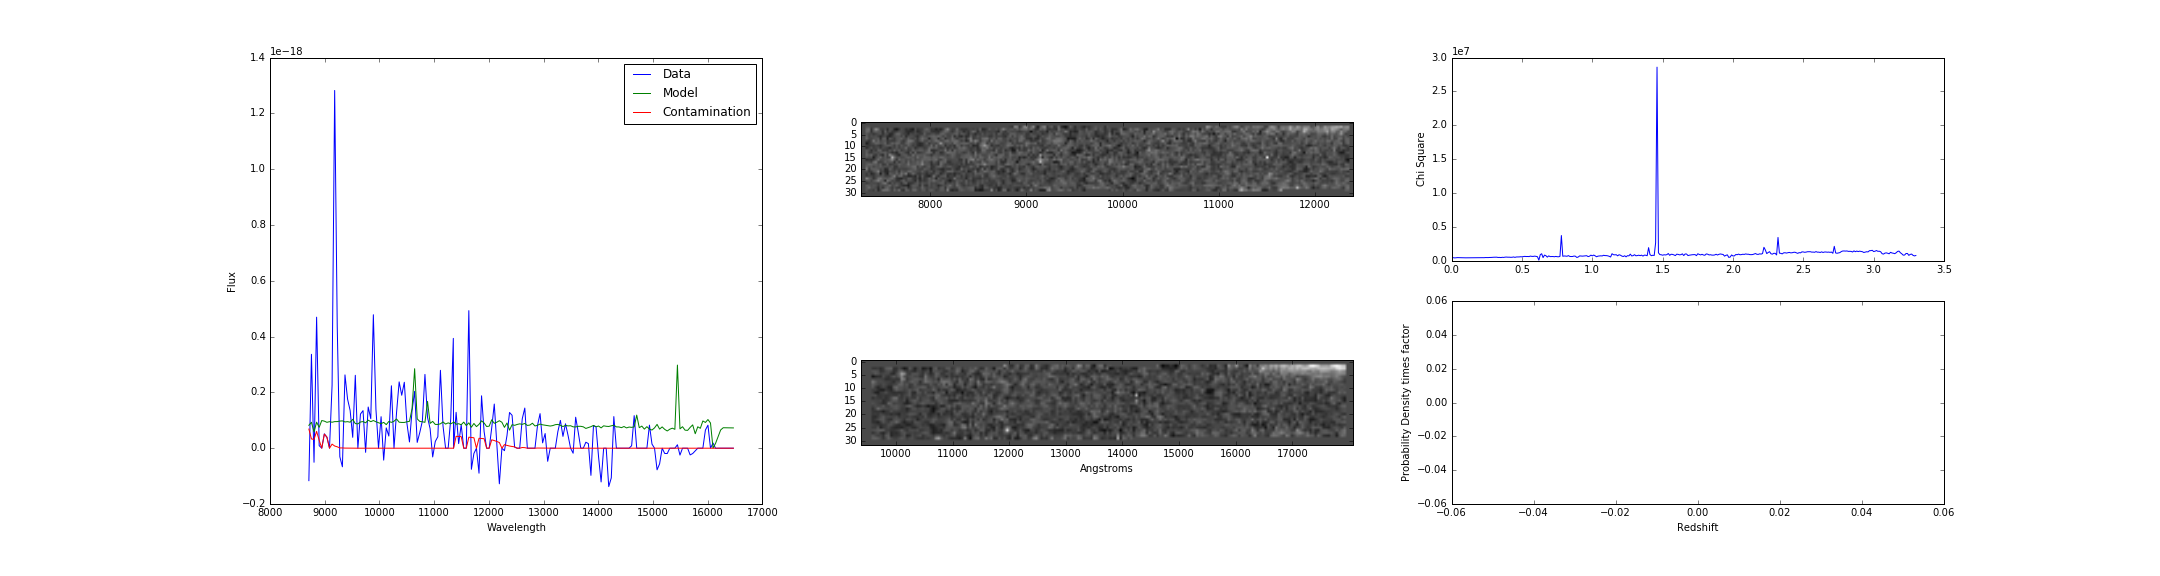 1e−18
1.4
1.2
1.0
0.8
0.6
0.4
0.2
0.0
−0.2
Flux
8000 9000 10000 11000 12000 13000 14000 15000 16000 17000
Wavelength
Data
Model
Contamination
0
5
10
15
20
25
30
8000 9000 10000 11000 12000
0
5
10
15
20
25
30
10000 11000 12000 13000 14000 15000 16000 17000
Angstroms
1e7
3.0
2.5
2.0
1.5
1.0
0.5
0.0
Chi Square
0.0 0.5 1.0 1.5 2.0 2.5 3.0 3.5
0.06
0.04
0.02
0.00
−0.02
−0.04
−0.06
Probability Density times factor
−0.06 −0.04 −0.02 0.00 0.02 0.04 0.06
Redshift